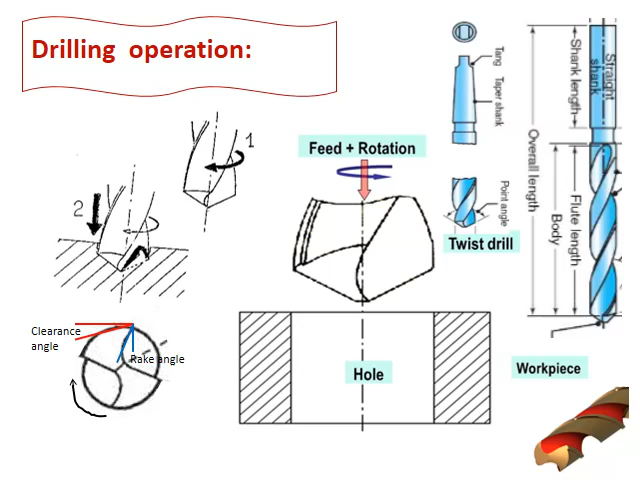 Drilling operation:
1
2
Clearance
angle
Rake angle
Feed + Rotation
Hole
Tang
Taper shank
Point angle
Twist drill
Straight
shank
Shank length
Overall length
Flute length
Body
Workpiece